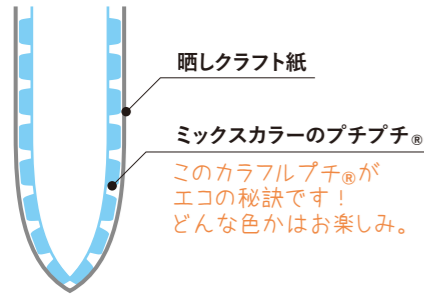 晒しクラフト紙
ミックスカラーのプチプチ®
このカラフルプチ®が
エコの秘訣です！
どんな色かはお楽しみ。